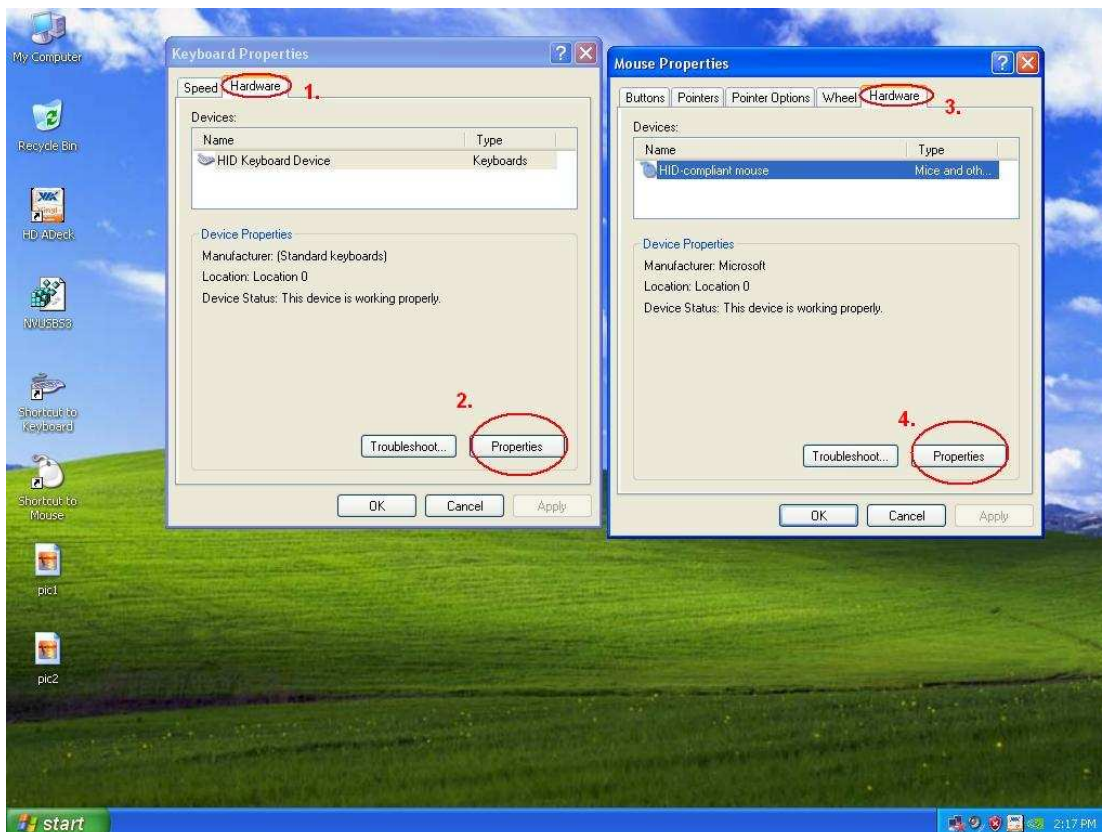 My Computer
Recycle Bin
VIA
HD ADeck
NVUSBS3
Shortcut to
Keyboard
Shortcut to
Mouse
pic1
pic2
Keyboard Properties
Speed Hardware 1.
Devices:
Name Type
HID Keyboard Device Keyboards
Device Properties
Manufacturer: (Standard keyboards)
Location: Location 0
Device Status: This device is working properly.
2.
Troubleshoot... Properties
OK Cancel Apply
Mouse Properties
Buttons Pointers Pointer Options Wheel Hardware 3.
Devices:
Name Type
HID-compliant mouse Mice and oth...
Device Properties
Manufacturer: Microsoft
Location: Location 0
Device Status: This device is working properly.
4.
Troubleshoot... Properties
OK Cancel Apply
start 2:17 PM